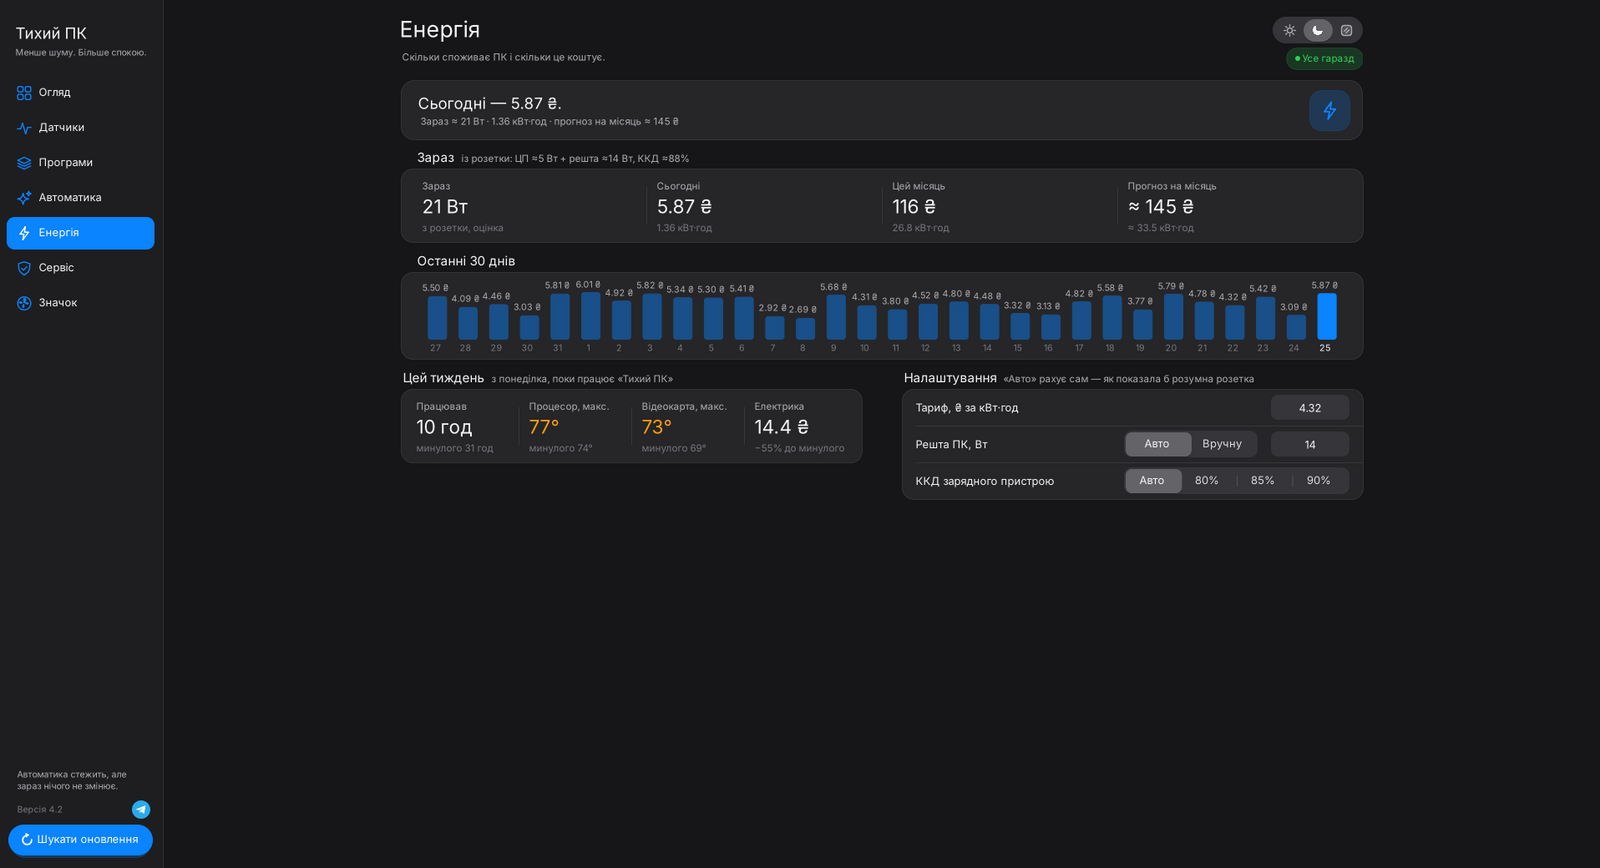 Тихий ПК
Менше шуму. Більше спокою.
Огляд
Датчики
Програми
Автоматика
Енергія
Сервіс
Значок
Автоматика стежить, але
зараз нічого не змінює.
Версія 4.2
Шукати оновлення
Енергія
Скільки споживає ПК і скільки це коштує.
Усе гаразд
Сьогодні — 5.87 ₴.
Зараз ≈ 21 Вт · 1.36 кВт·год · прогноз на місяць ≈ 145 ₴
Зараз із розетки: ЦП ≈5 Вт + решта ≈14 Вт, ККД ≈88%
Зараз Сьогодні Цей місяць Прогноз на місяць
21 Вт 5.87 ₴ 116 ₴ ≈ 145 ₴
з розетки, оцінка 1.36 кВт·год 26.8 кВт·год ≈ 33.5 кВт·год
Останні 30 днів
5.50 ₴ 4.09 ₴ 4.46 ₴ 3.03 ₴ 5.81 ₴ 6.01 ₴ 4.92 ₴ 5.82 ₴ 5.34 ₴ 5.30 ₴ 5.41 ₴ 2.92 ₴ 2.69 ₴ 5.68 ₴ 4.31 ₴ 3.80 ₴ 4.52 ₴ 4.80 ₴ 4.48 ₴ 3.32 ₴ 3.13 ₴ 4.82 ₴ 5.58 ₴ 3.77 ₴ 5.79 ₴ 4.78 ₴ 4.32 ₴ 5.42 ₴ 3.09 ₴ 5.87 ₴
27 28 29 30 31 1 2 3 4 5 6 7 8 9 10 11 12 13 14 15 16 17 18 19 20 21 22 23 24 25
Цей тиждень з понеділка, поки працює «Тихий ПК»
Працював Процесор, макс. Відеокарта, макс. Електрика
10 год 77° 73° 14.4 ₴
минулого 31 год минулого 74° минулого 69° −55% до минулого
Налаштування «Авто» рахує сам — як показала б розумна розетка
Тариф, ₴ за кВт·год 4.32
Решта ПК, Вт Авто Вручну 14
ККД зарядного пристрою Авто 80% 85% 90%